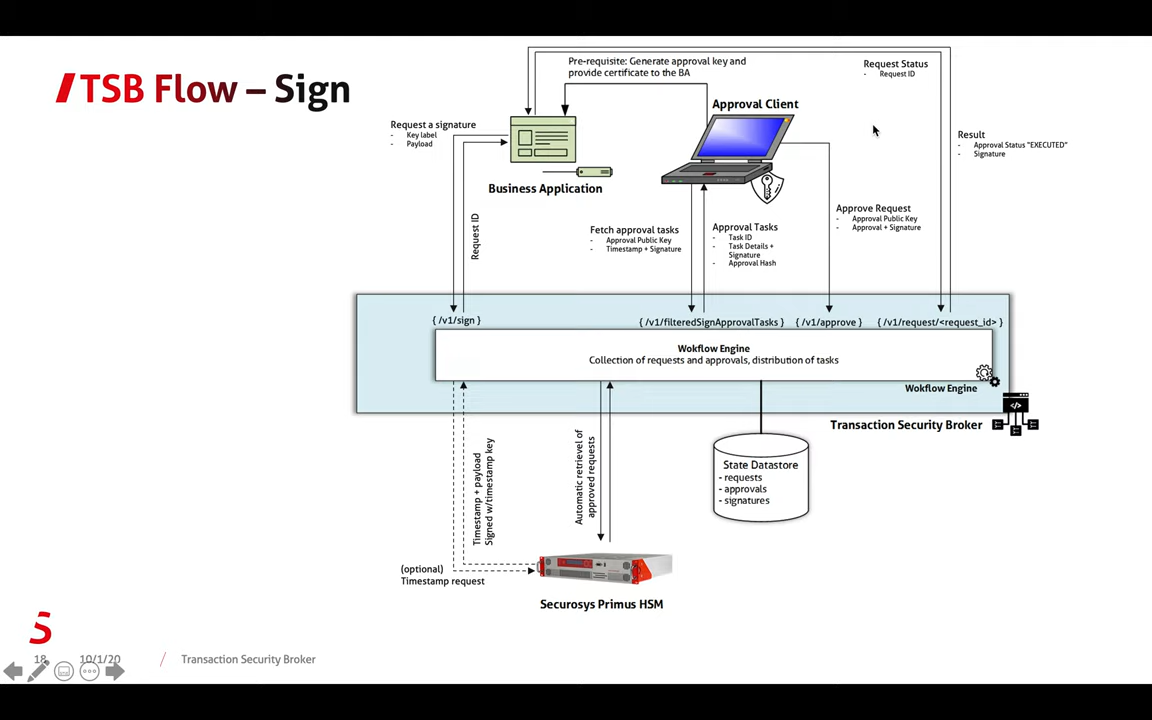 TSB Flow – Sign
Pre-requisite: Generate approval key and
provide certificate to the BA
Request Status
- Request ID
Approval Client
Request a signature
- Key label
- Payload
Result
- Approval Status "EXECUTED"
- Signature
Business Application
Request ID
Fetch approval tasks
- Approval Public Key
- Timestamp + Signature
Approval Tasks
- Task ID
- Task Details +
Signature
- Approval Hash
Approve Request
- Approval Public Key
- Approval + Signature
{ /v1/sign }
{ /v1/filteredSignApprovalTasks }
{ /v1/approve }
{ /v1/request/<request_id> }
Wokflow Engine
Collection of requests and approvals, distribution of tasks
Wokflow Engine
Transaction Security Broker
Timestamp + payload
Signed w/timestamp key
Automatic retrievel of
approved requests
State Datastore
- requests
- approvals
- signatures
(optional)
Timestamp request
Securosys Primus HSM
18
10/1/20
Transaction Security Broker